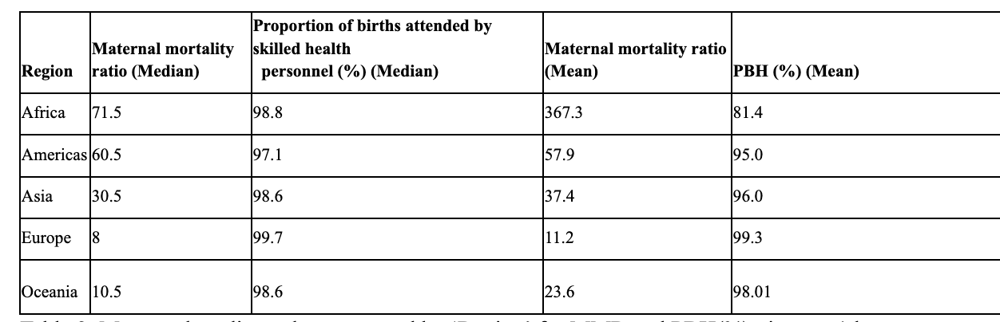 Region
Maternal mortality
ratio (Median)
Proportion of births attended by
skilled health
personnel (%) (Median)
Maternal mortality ratio
(Mean)
PBH (%) (Mean)
Africa 71.5 98.8 367.3 81.4
Americas 60.5 97.1 57.9 95.0
Asia 30.5 98.6 37.4 96.0
Europe 8 99.7 11.2 99.3
Oceania 10.5 98.6 23.6 98.01